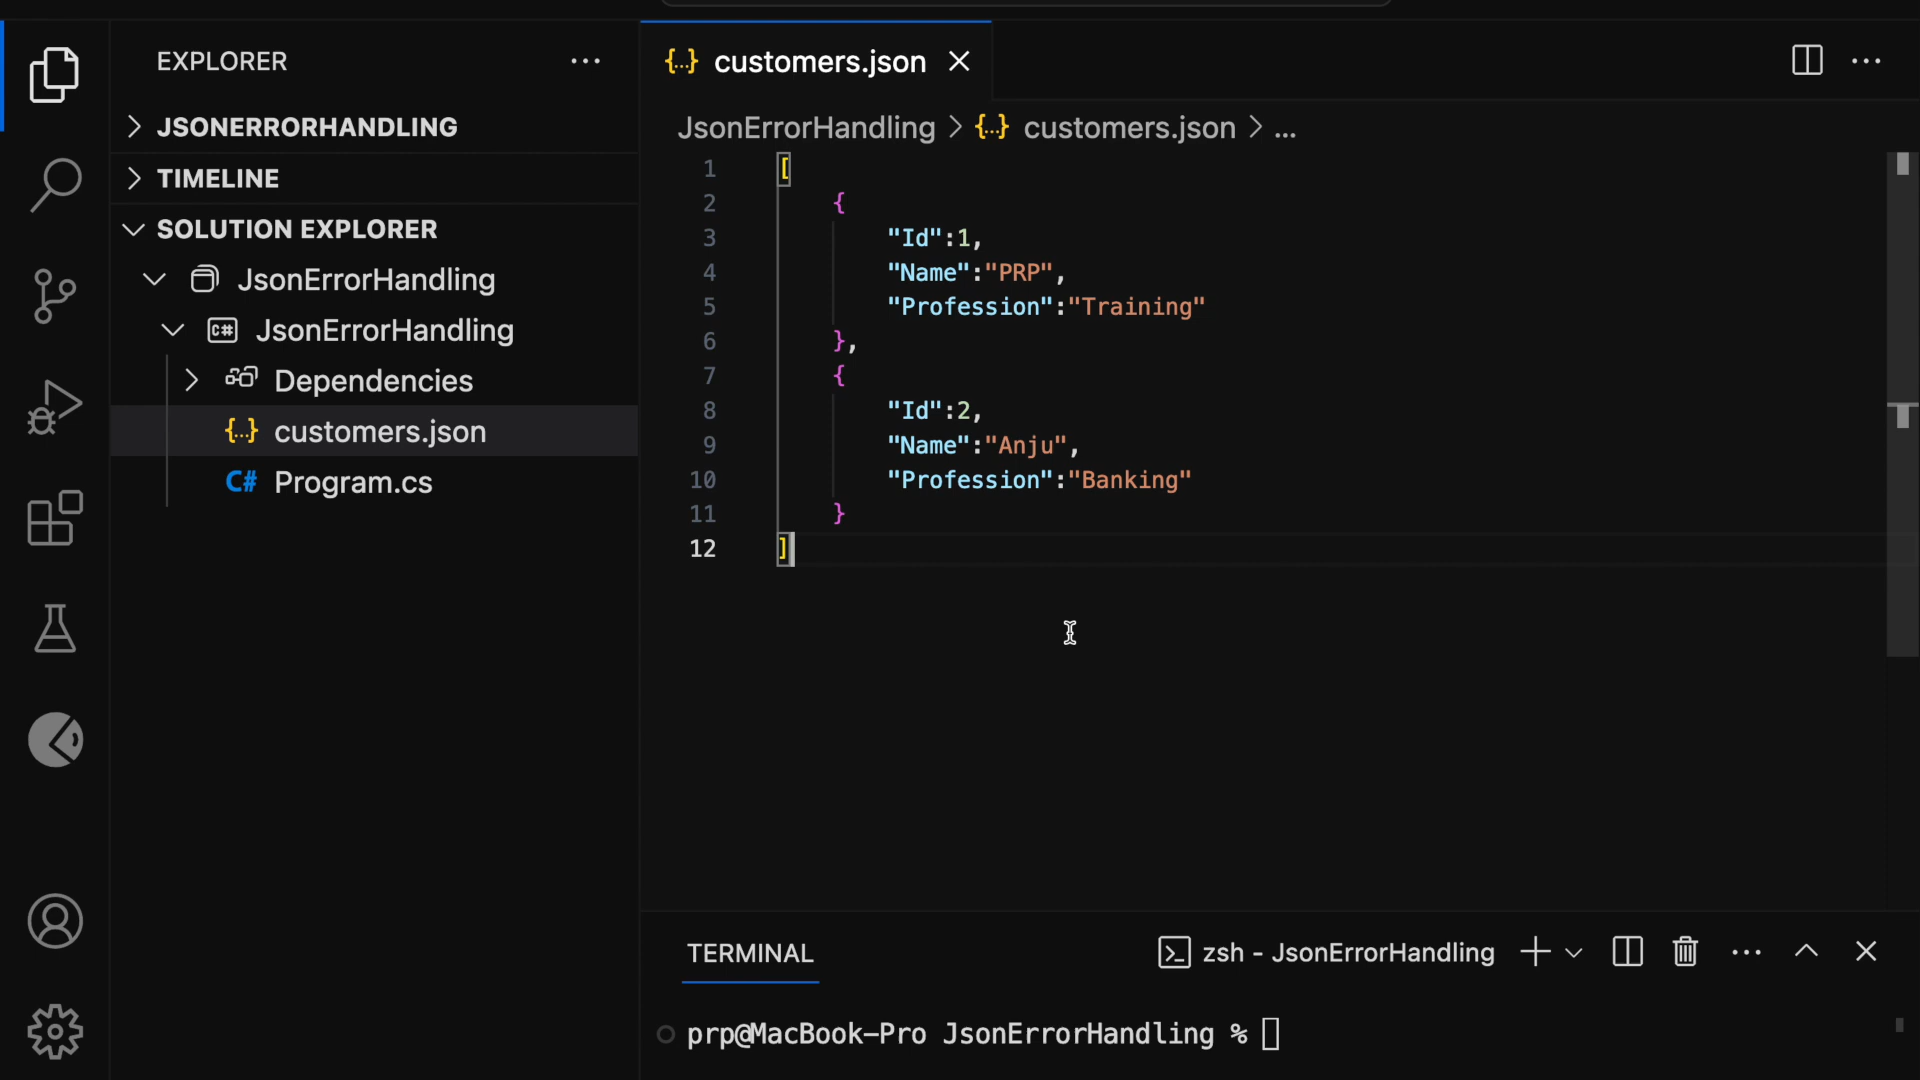 EXPLORER
JSONERRORHANDLING
TIMELINE
SOLUTION EXPLORER
JsonErrorHandling
C# JsonErrorHandling
Dependencies
{..} customers.json
C# Program.cs
{..} customers.json
JsonErrorHandling > {..} customers.json > ...
1 [
2 {
3 "Id":1,
4 "Name":"PRP",
5 "Profession":"Training"
6 },
7 {
8 "Id":2,
9 "Name":"Anju",
10 "Profession":"Banking"
11 }
12 ]
TERMINAL
zsh - JsonErrorHandling
prp@MacBook-Pro JsonErrorHandling %